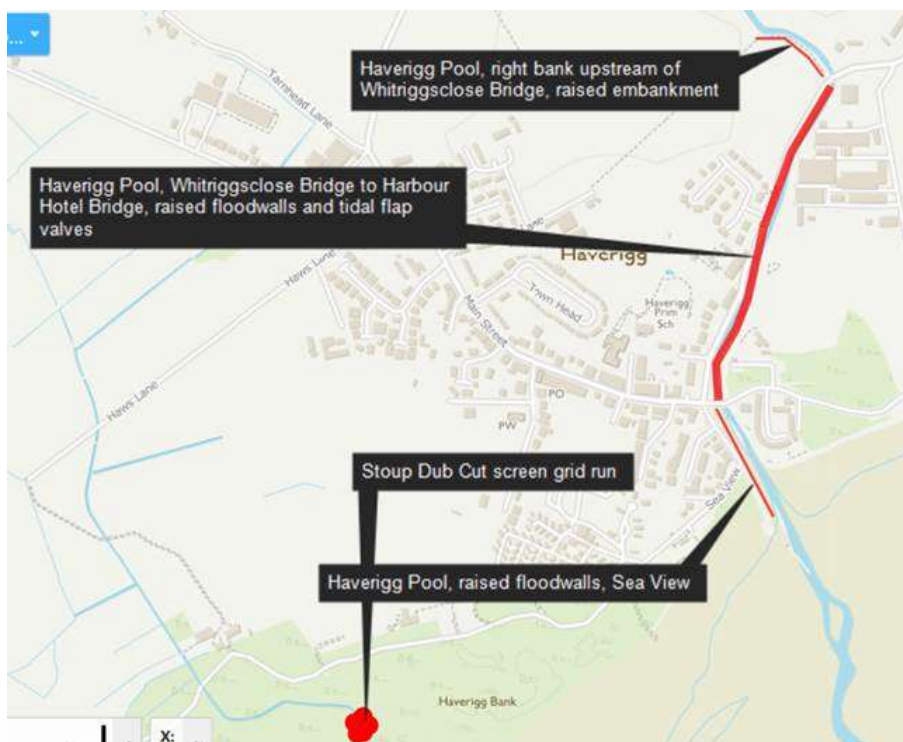 ... 
Haverigg Pool, right bank upstream of
Whitriggsclose Bridge, raised embankment
Tarnhead Lane
Haverigg Pool, Whitriggsclose Bridge to Harbour
Hotel Bridge, raised floodwalls and tidal flap
valves
Lane
Haws Lane
Haverigg
Town Head
Haverigg
Prim
Sch
Main Street
Haws Lane
PO
PW
Stoup Dub Cut screen grid run
Sea View
Haverigg Pool, raised floodwalls, Sea View
Haverigg Bank
X: